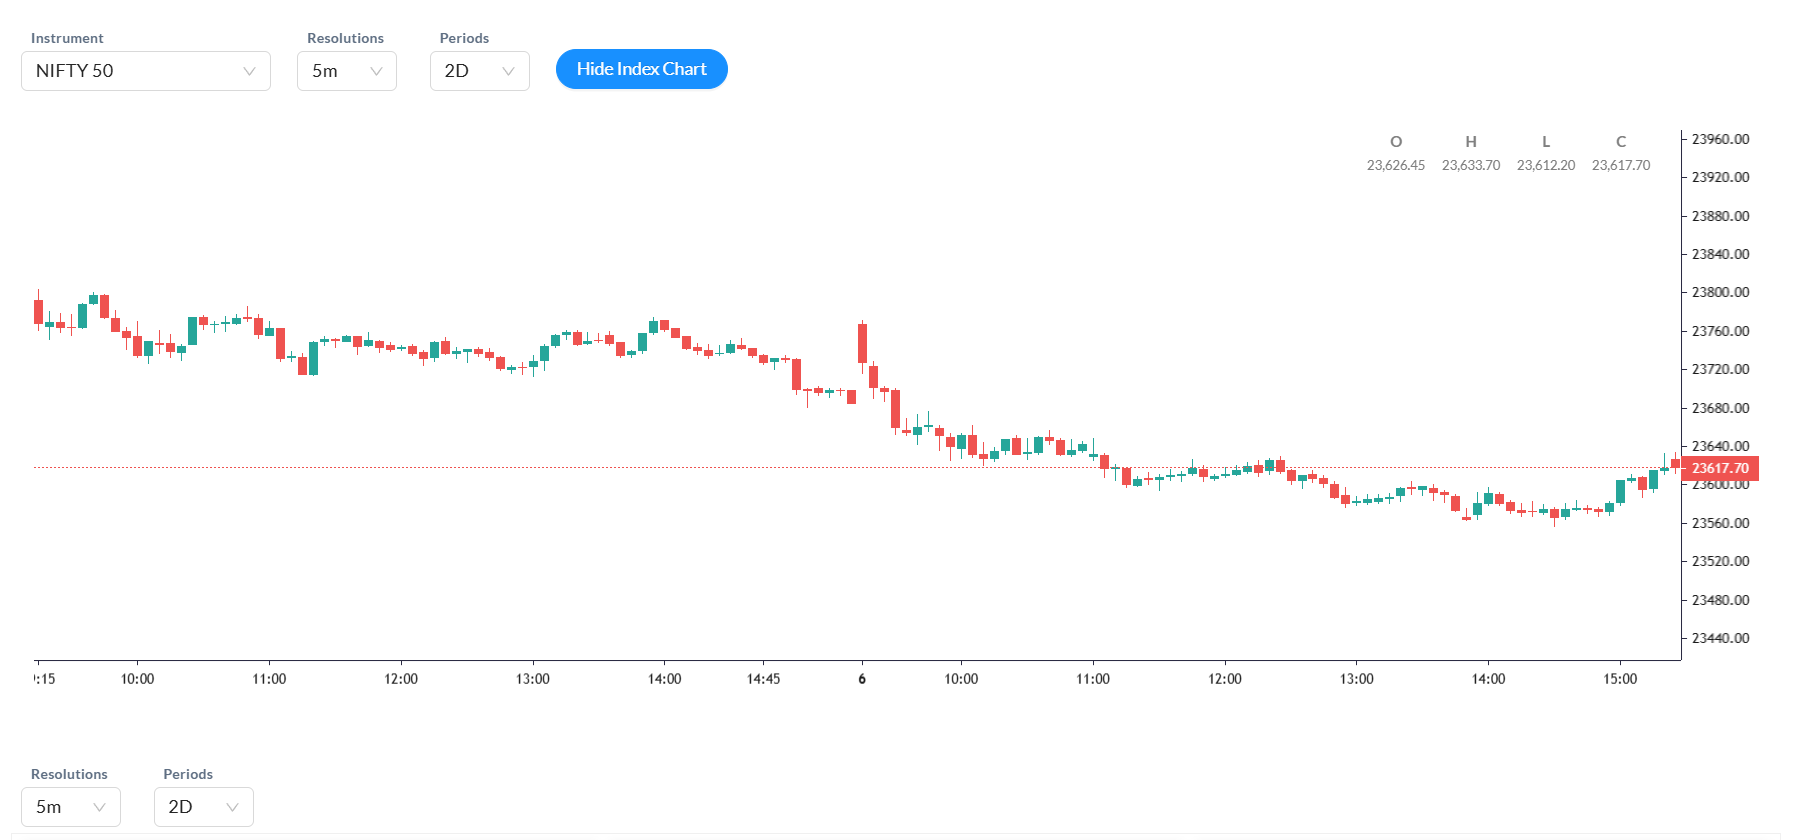 Instrument Resolutions Periods
NIFTY 50 5m 2D Hide Index Chart
O H L C
23,626.45 23,633.70 23,612.20 23,617.70
23960.00
23920.00
23880.00
23840.00
23800.00
23760.00
23720.00
23680.00
23640.00
23617.70
23600.00
23560.00
23520.00
23480.00
23440.00
:15 10:00 11:00 12:00 13:00 14:00 14:45 6 10:00 11:00 12:00 13:00 14:00 15:00
Resolutions Periods
5m 2D